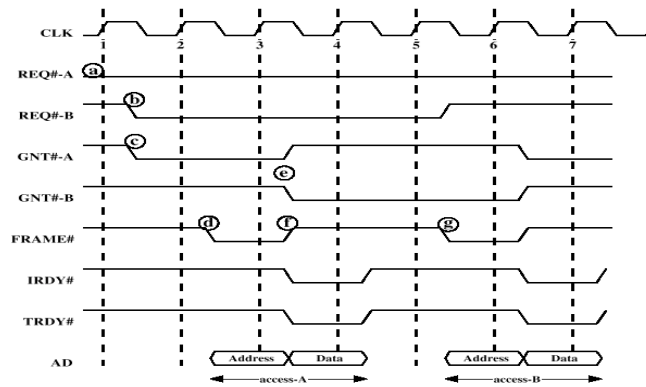 CLK
1 2 3 4 5 6 7
REQ#-A
a
REQ#-B
b
GNT#-A
c
e
GNT#-B
FRAME#
d f g
IRDY#
TRDY#
AD
Address Data Address Data
access-A access-B